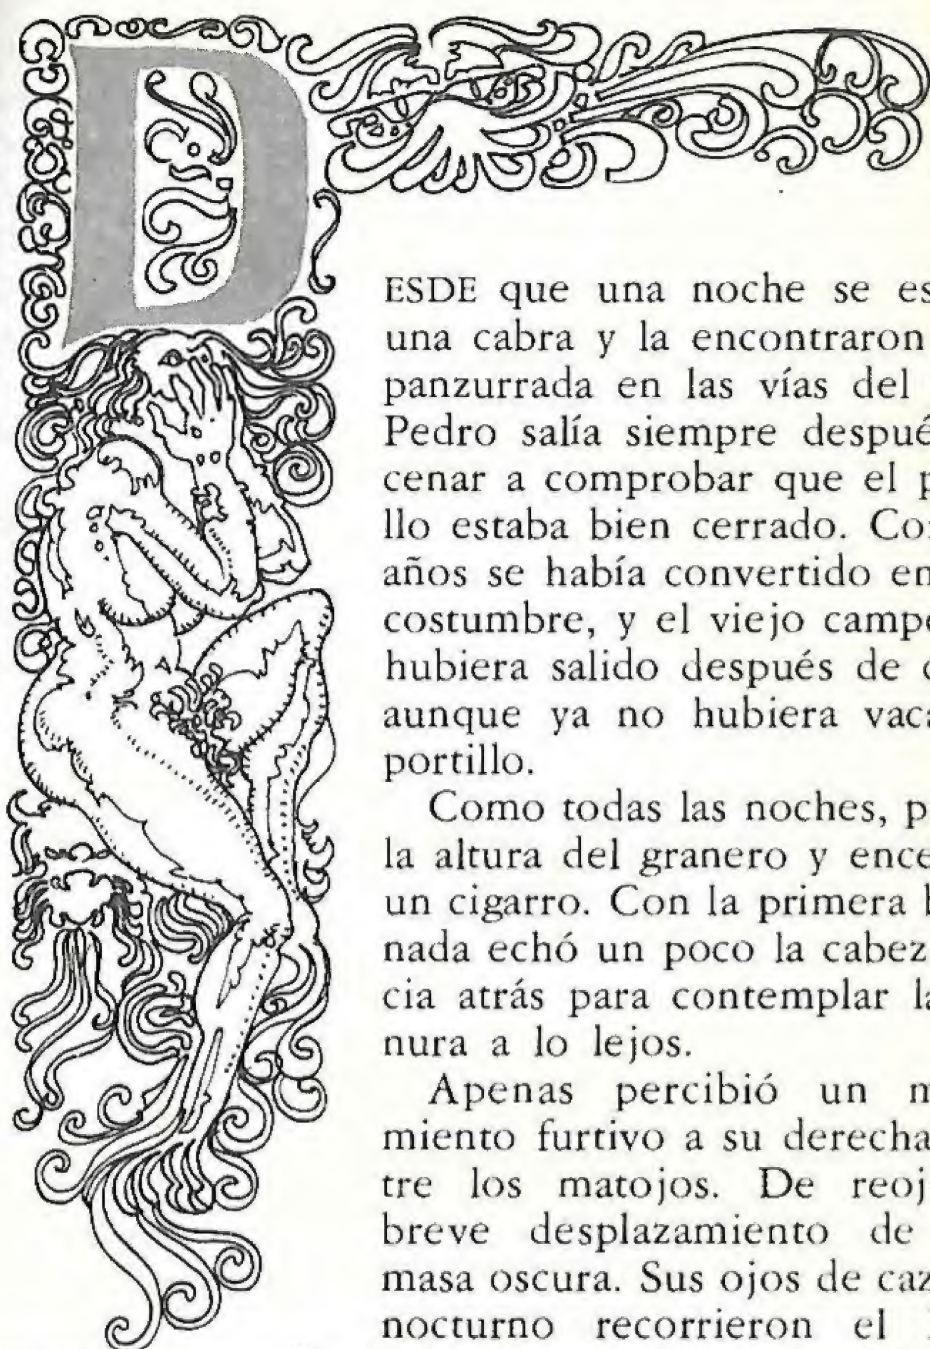 DESDE que una noche se es
una cabra y la encontraron
panzurrada en las vías del
Pedro salía siempre despué
cenar a comprobar que el p
llo estaba bien cerrado. Co
años se había convertido en
costumbre, y el viejo campe
hubiera salido después de
aunque ya no hubiera vaca
portillo.
Como todas las noches, p
la altura del granero y ence
un cigarro. Con la primera
nada echó un poco la cabez
cia atrás para contemplar la
nura a lo lejos.
Apenas percibió un m
miento furtivo a su derecha
tre los matojos. De reoj
breve desplazamiento de
masa oscura. Sus ojos de caz
nocturno recorrieron el